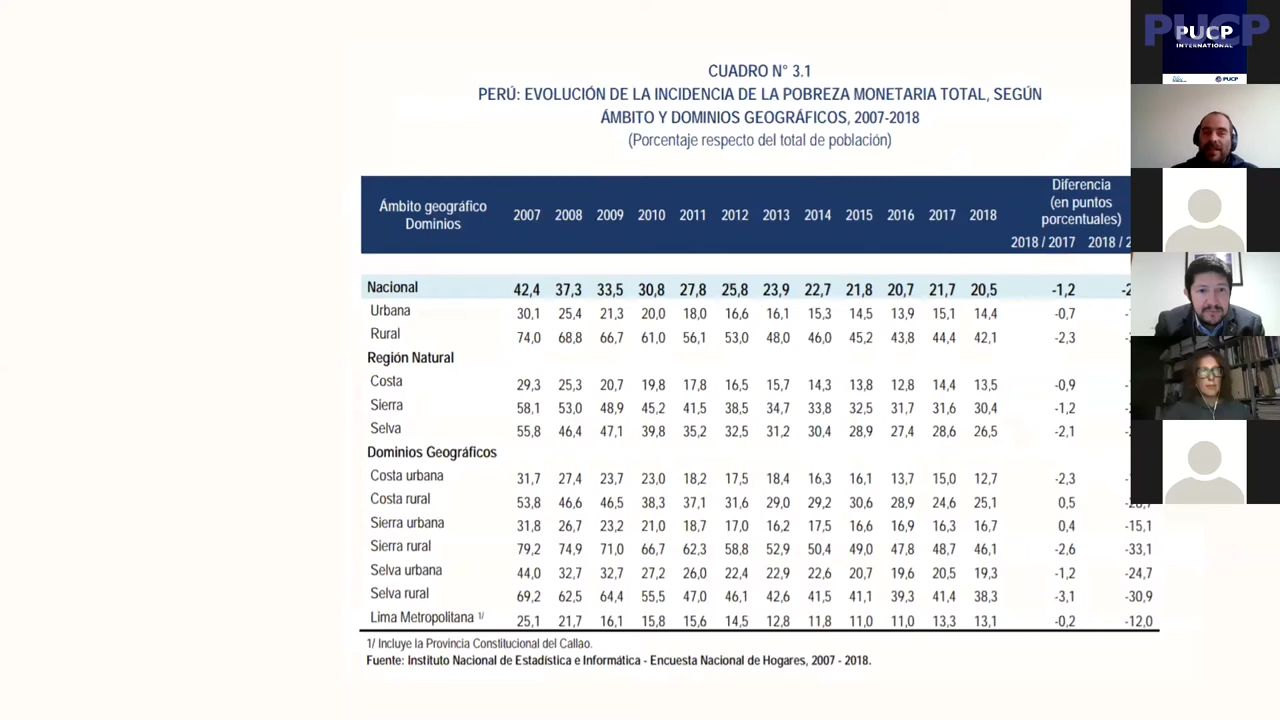 CUADRO N° 3.1
PERÚ: EVOLUCIÓN DE LA INCIDENCIA DE LA POBREZA MONETARIA TOTAL, SEGÚN
ÁMBITO Y DOMINIOS GEOGRÁFICOS, 2007-2018
(Porcentaje respecto del total de población)
Ámbito geográfico
Dominios
2007 2008 2009 2010 2011 2012 2013 2014 2015 2016 2017 2018
Diferencia
(en puntos
porcentuales)
2018 / 2017 2018 / 2
Nacional 42,4 37,3 33,5 30,8 27,8 25,8 23,9 22,7 21,8 20,7 21,7 20,5 -1,2 -2
Urbana 30,1 25,4 21,3 20,0 18,0 16,6 16,1 15,3 14,5 13,9 15,1 14,4 -0,7
Rural 74,0 68,8 66,7 61,0 56,1 53,0 48,0 46,0 45,2 43,8 44,4 42,1 -2,3
Región Natural
Costa 29,3 25,3 20,7 19,8 17,8 16,5 15,7 14,3 13,8 12,8 14,4 13,5 -0,9
Sierra 58,1 53,0 48,9 45,2 41,5 38,5 34,7 33,8 32,5 31,7 31,6 30,4 -1,2
Selva 55,8 46,4 47,1 39,8 35,2 32,5 31,2 30,4 28,9 27,4 28,6 26,5 -2,1
Dominios Geográficos
Costa urbana 31,7 27,4 23,7 23,0 18,2 17,5 18,4 16,3 16,1 13,7 15,0 12,7 -2,3
Costa rural 53,8 46,6 46,5 38,3 37,1 31,6 29,0 29,2 30,6 28,9 24,6 25,1 0,5
Sierra urbana 31,8 26,7 23,2 21,0 18,7 17,0 16,2 17,5 16,6 16,9 16,3 16,7 0,4 -15,1
Sierra rural 79,2 74,9 71,0 66,7 62,3 58,8 52,9 50,4 49,0 47,8 48,7 46,1 -2,6 -33,1
Selva urbana 44,0 32,7 32,7 27,2 26,0 22,4 22,9 22,6 20,7 19,6 20,5 19,3 -1,2 -24,7
Selva rural 69,2 62,5 64,4 55,5 47,0 46,1 42,6 41,5 41,1 39,3 41,4 38,3 -3,1 -30,9
Lima Metropolitana 1/ 25,1 21,7 16,1 15,8 15,6 14,5 12,8 11,8 11,0 11,0 13,3 13,1 -0,2 -12,0
1/ Incluye la Provincia Constitucional del Callao.
Fuente: Instituto Nacional de Estadística e Informática - Encuesta Nacional de Hogares, 2007 - 2018.
PUCP
PUCP
INTERNATIONAL
PUCP